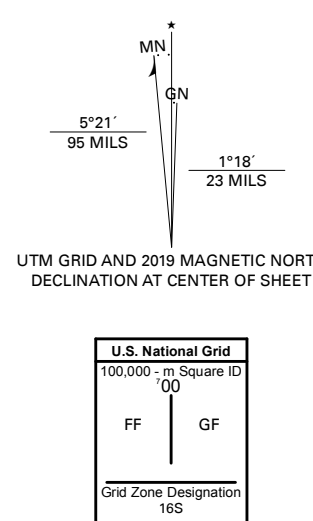 ★
MN
GN
5°21´
95 MILS
1°18´
23 MILS
UTM GRID AND 2019 MAGNETIC NORT
DECLINATION AT CENTER OF SHEET
U.S. National Grid
100,000 - m Square ID
⁷00
FF GF
Grid Zone Designation
16S